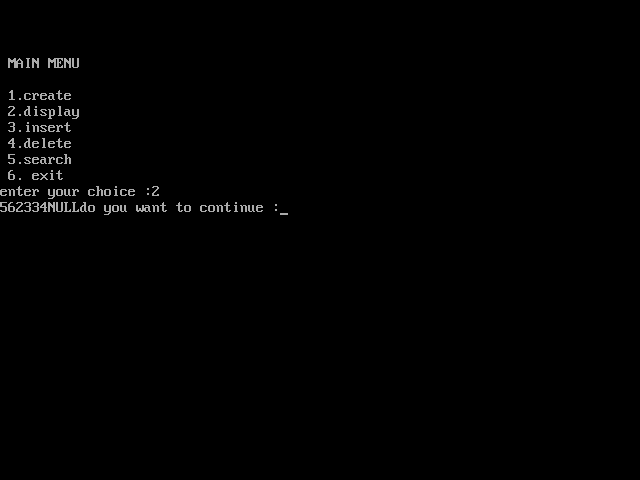 MAIN MENU
1.create
2.display
3.insert
4.delete
5.search
6. exit
enter your choice :2
562334NULLdo you want to continue :_